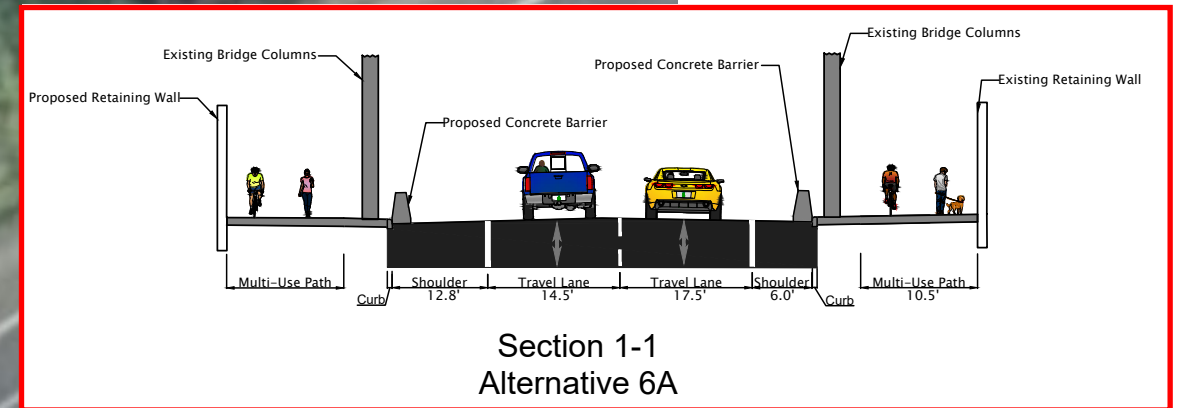 Existing Bridge Columns
Existing Bridge Columns
Proposed Concrete Barrier
Existing Retaining Wall
Proposed Retaining Wall
Proposed Concrete Barrier
Multi-Use Path
Curb
Shoulder
12.8'
Travel Lane
14.5'
Travel Lane
17.5'
Shoulder
6.0'
Curb
Multi-Use Path
10.5'
Section 1-1
Alternative 6A